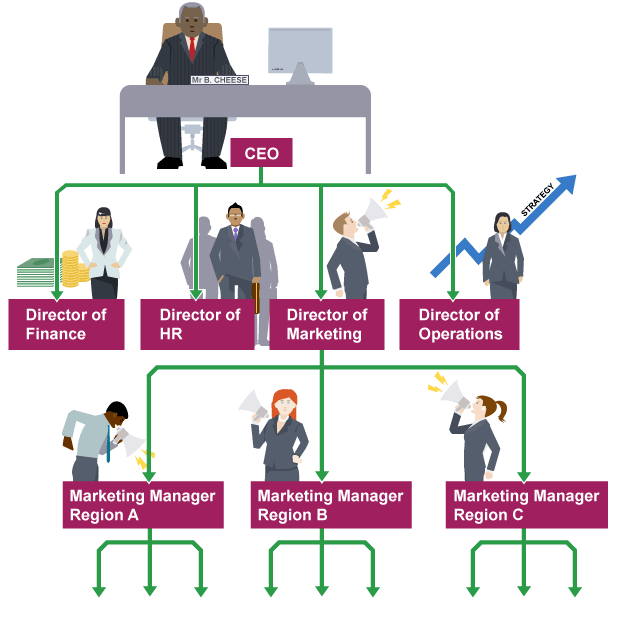 Mr B. CHEESE
CEO
STRATEGY
Director of
Finance
Director of
HR
Director of
Marketing
Director of
Operations
Marketing Manager
Region A
Marketing Manager
Region B
Marketing Manager
Region C